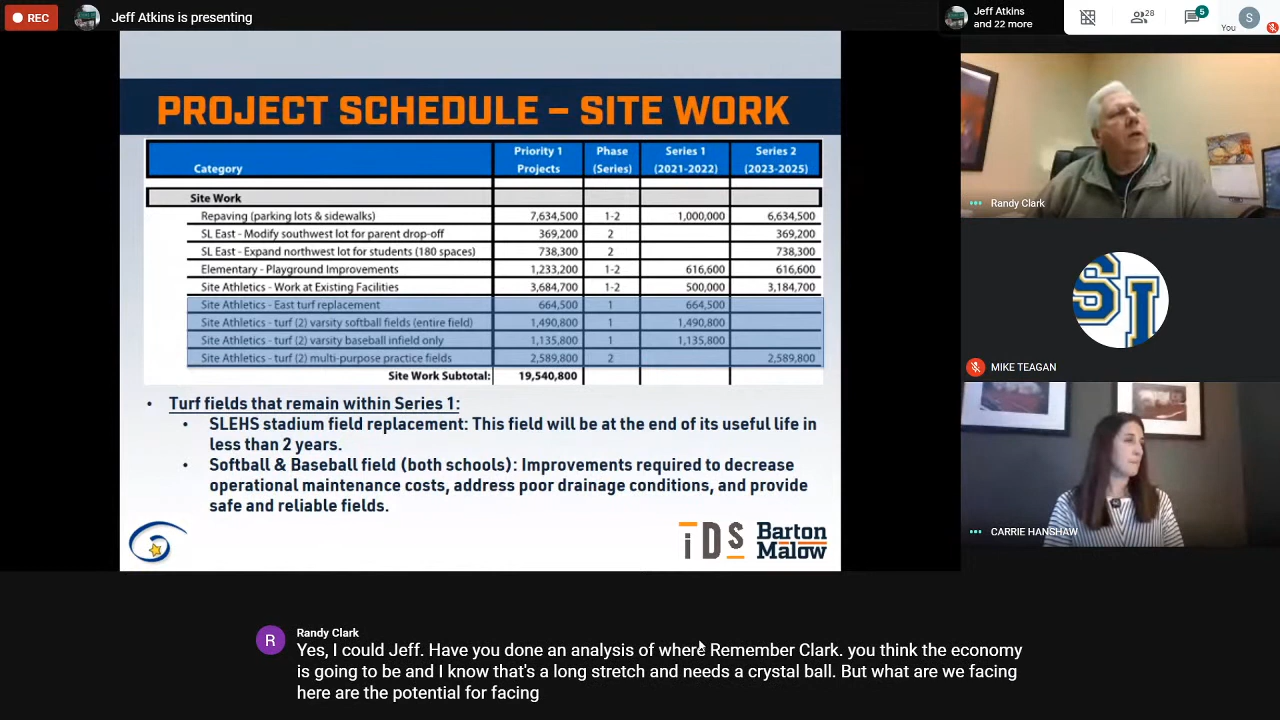 REC
Jeff Atkins is presenting
Jeff Atkins
and 22 more
28
5
You
S
PROJECT SCHEDULE – SITE WORK
Category Priority 1 Projects Phase (Series) Series 1 (2021-2022) Series 2 (2023-2025)
Site Work
Repaving (parking lots & sidewalks) 7,634,500 1-2 1,000,000 6,634,500
SL East - Modify southwest lot for parent drop-off 369,200 2 369,200
SL East - Expand northwest lot for students (180 spaces) 738,300 2 738,300
Elementary - Playground Improvements 1,233,200 1-2 616,600 616,600
Site Athletics - Work at Existing Facilities 3,684,700 1-2 500,000 3,184,700
Site Athletics - East turf replacement 664,500 1 664,500
Site Athletics - turf (2) varsity softball fields (entire field) 1,490,800 1 1,490,800
Site Athletics - turf (2) varsity baseball infield only 1,135,800 1 1,135,800
Site Athletics - turf (2) multi-purpose practice fields 2,589,800 2 2,589,800
Site Work Subtotal: 19,540,800
• Turf fields that remain within Series 1:
• SLEHS stadium field replacement: This field will be at the end of its useful life in
less than 2 years.
• Softball & Baseball field (both schools): Improvements required to decrease
operational maintenance costs, address poor drainage conditions, and provide
safe and reliable fields.
iDS
Barton
Malow
Randy Clark
SL
MIKE TEAGAN
CARRIE HANSHAW
R
Randy Clark
Yes, I could Jeff. Have you done an analysis of where Remember Clark. you think the economy
is going to be and I know that's a long stretch and needs a crystal ball. But what are we facing
here are the potential for facing